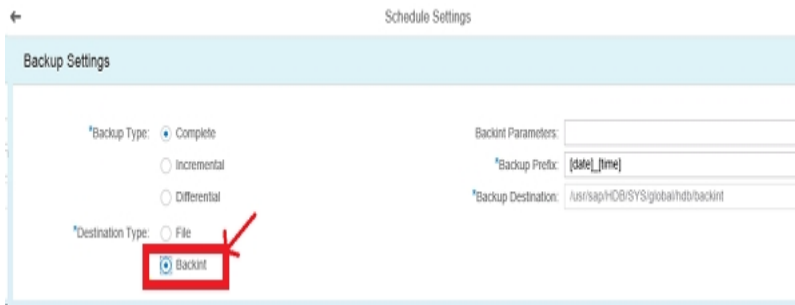 Schedule Settings
Backup Settings
*Backup Type: Complete
Incremental
Differential
*Destination Type: File
Backint
Backint Parameters:
*Backup Prefix: [date]_[time]
*Backup Destination: /usr/sap/HDB/SYS/global/hdb/backint